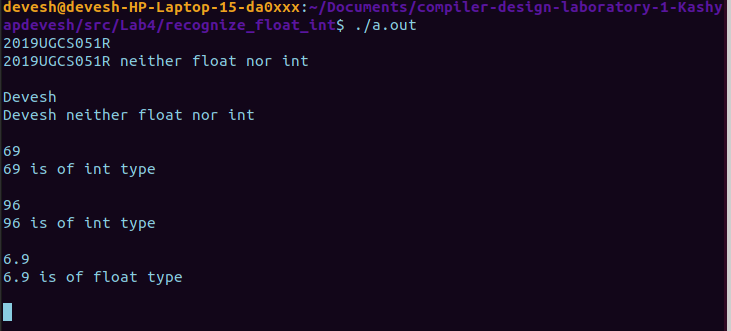 devesh@devesh-HP-Laptop-15-da0xxx:~/Documents/compiler-design-laboratory-1-Kashy
apdevesh/src/Lab4/recognize_float_int$ ./a.out
2019UGCS051R
2019UGCS051R neither float nor int
Devesh
Devesh neither float nor int
69
69 is of int type
96
96 is of int type
6.9
6.9 is of float type